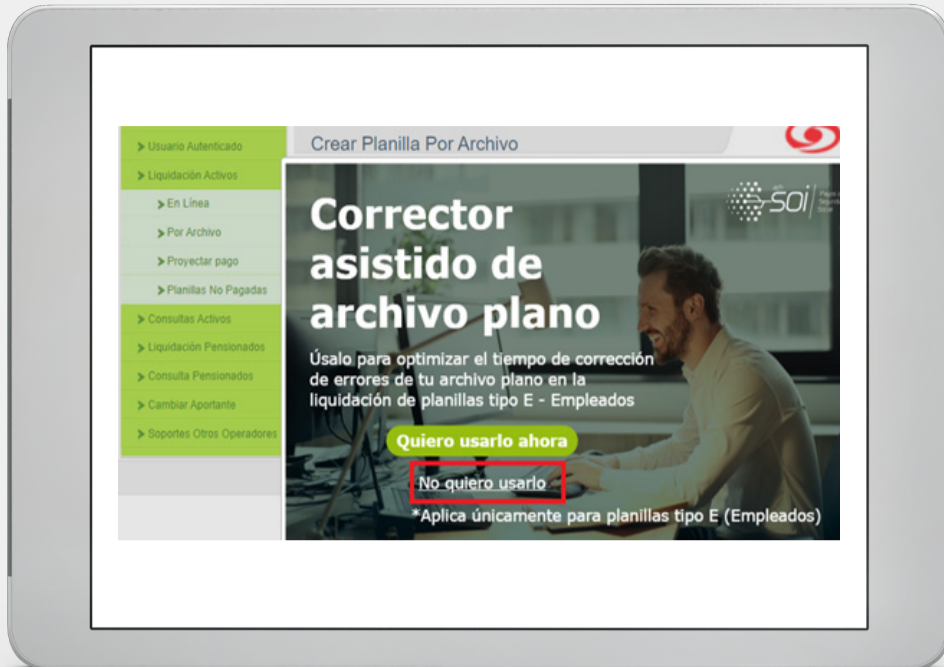 Usuario Autenticado
Liquidación Activos
En Línea
Por Archivo
Proyectar pago
Planillas No Pagadas
Consultas Activos
Liquidación Pensionados
Consulta Pensionados
Cambiar Aportante
Soportes Otros Operadores
Crear Planilla Por Archivo
soi
Corrector
asistido de
archivo plano
Úsalo para optimizar el tiempo de corrección
de errores de tu archivo plano en la
liquidación de planillas tipo E - Empleados
Quiero usarlo ahora
No quiero usarlo
*Aplica únicamente para planillas tipo E (Empleados)